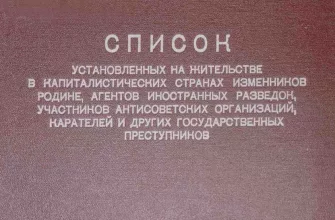 СПИСОК
УСТАНОВЛЕННЫХ НА ЖИТЕЛЬСТВЕ
В КАПИТАЛИСТИЧЕСКИХ СТРАНАХ ИЗМЕННИКОВ
РОДИНЕ, АГЕНТОВ ИНОСТРАННЫХ РАЗВЕДОК,
УЧАСТНИКОВ АНТИСОВЕТСКИХ ОРГАНИЗАЦИЙ,
КАРАТЕЛЕЙ И ДРУГИХ ГОСУДАРСТВЕННЫХ
ПРЕСТУПНИКОВ